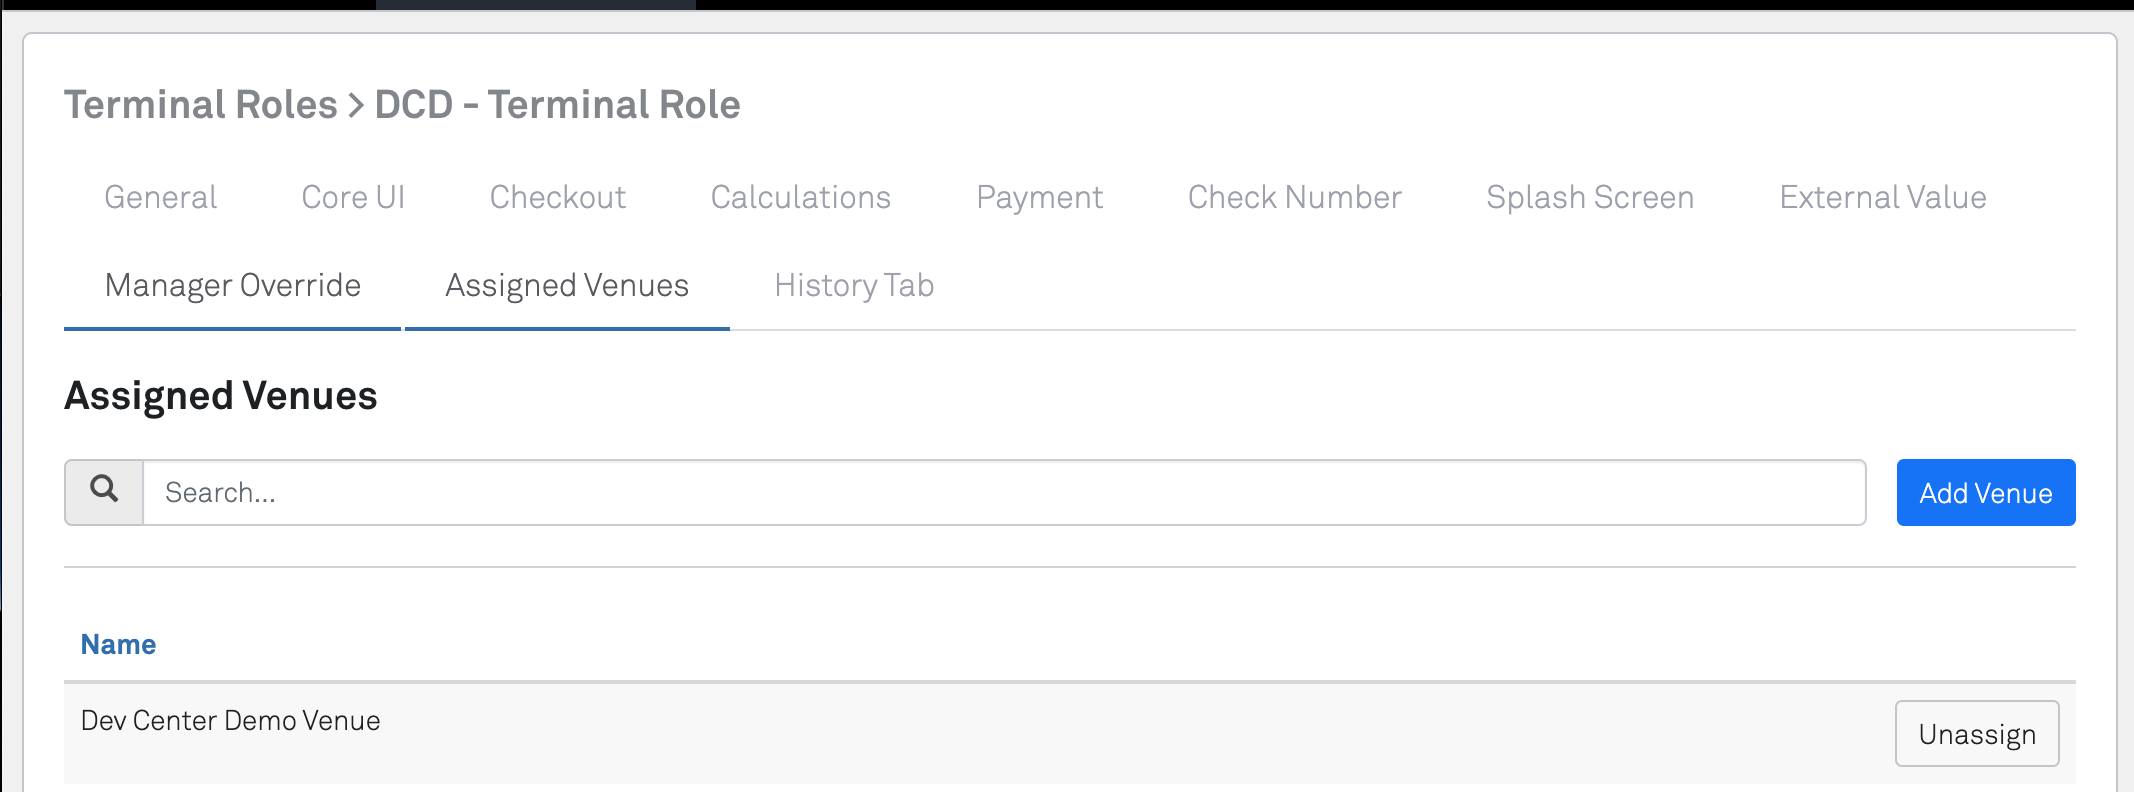 Terminal Roles > DCD - Terminal Role
General Core UI Checkout Calculations Payment Check Number Splash Screen External Value
Manager Override Assigned Venues History Tab
Assigned Venues
Search...
Add Venue
Name
Dev Center Demo Venue
Unassign